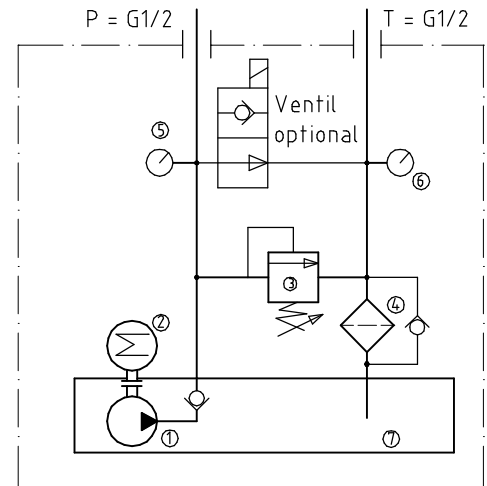 P = G1/2
T = G1/2
Ventil
optional
5
6
3
4
2
M
1
7